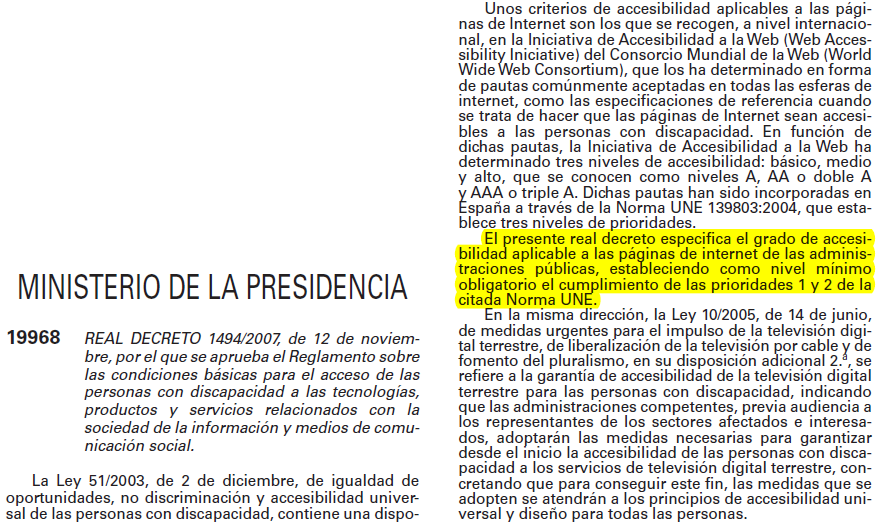 MINISTERIO DE LA PRESIDENCIA
19968 REAL DECRETO 1494/2007, de 12 de noviem-
bre, por el que se aprueba el Reglamento sobre
las condiciones básicas para el acceso de las
personas con discapacidad a las tecnologías,
productos y servicios relacionados con la
sociedad de la información y medios de comu-
nicación social.
La Ley 51/2003, de 2 de diciembre, de igualdad de
oportunidades, no discriminación y accesibilidad univer-
sal de las personas con discapacidad, contiene una dispo-
Unos criterios de accesibilidad aplicables a las pági-
nas de Internet son los que se recogen, a nivel internacio-
nal, en la Iniciativa de Accesibilidad a la Web (Web Acces-
sibility Initiative) del Consorcio Mundial de la Web (World
Wide Web Consortium), que los ha determinado en forma
de pautas comúnmente aceptadas en todas las esferas de
internet, como las especificaciones de referencia cuando
se trata de hacer que las páginas de Internet sean accesi-
bles a las personas con discapacidad. En función de
dichas pautas, la Iniciativa de Accesibilidad a la Web ha
determinado tres niveles de accesibilidad: básico, medio
y alto, que se conocen como niveles A, AA o doble A
y AAA o triple A. Dichas pautas han sido incorporadas en
España a través de la Norma UNE 139803:2004, que esta-
blece tres niveles de prioridades.
El presente real decreto especifica el grado de accesi-
bilidad aplicable a las páginas de internet de las adminis-
traciones públicas, estableciendo como nivel mínimo
obligatorio el cumplimiento de las prioridades 1 y 2 de la
citada Norma UNE.
En la misma dirección, la Ley 10/2005, de 14 de junio,
de medidas urgentes para el impulso de la televisión digi-
tal terrestre, de liberalización de la televisión por cable y de
fomento del pluralismo, en su disposición adicional 2.ª, se
refiere a la garantía de accesibilidad de la televisión digital
terrestre para las personas con discapacidad, indicando
que las administraciones competentes, previa audiencia a
los representantes de los sectores afectados e interesa-
dos, adoptarán las medidas necesarias para garantizar
desde el inicio la accesibilidad de las personas con disca-
pacidad a los servicios de televisión digital terrestre, con-
cretando que para conseguir este fin, las medidas que se
adopten se atendrán a los principios de accesibilidad uni-
versal y diseño para todas las personas.